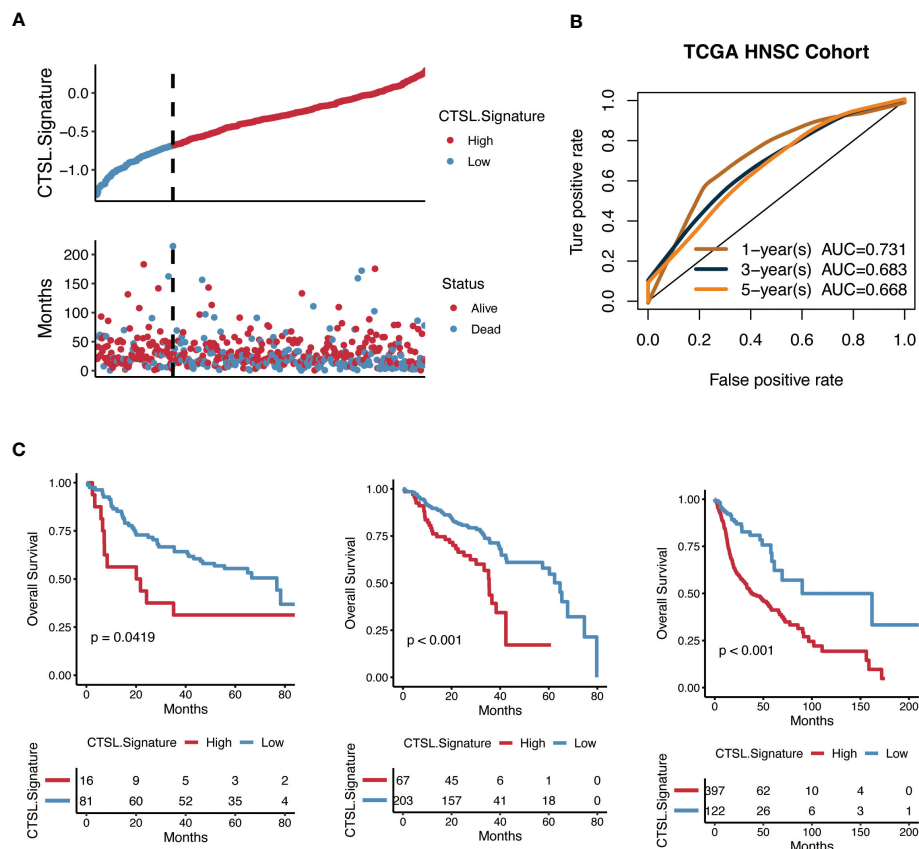 A
CTSL.Signature
0.0
−0.5
−1.0
CTSL.Signature
High
Low
Months
200
150
100
50
0
Status
Alive
Dead
B
TCGA HNSC Cohort
Ture positive rate
1.0
0.8
0.6
0.4
0.2
0.0
1−year(s) AUC=0.731
3−year(s) AUC=0.683
5−year(s) AUC=0.668
0.0 0.2 0.4 0.6 0.8 1.0
False positive rate
C
Overall Survival
1.00
0.75
0.50
0.25
0.00
p = 0.0419
0 20 40 60 80
Months
CTSL.Signature High Low
CTSL.Signature
16 9 5 3 2
81 60 52 35 4
0 20 40 60 80
Months
Overall Survival
1.00
0.75
0.50
0.25
0.00
p < 0.001
0 20 40 60 80
Months
CTSL.Signature High Low
CTSL.Signature
67 45 6 1 0
203 157 41 18 0
0 20 40 60 80
Months
Overall Survival
1.00
0.75
0.50
0.25
0.00
p < 0.001
0 50 100 150 200
Months
CTSL.Signature High Low
CTSL.Signature
397 62 10 4 0
122 26 6 3 1
0 50 100 150 200
Months